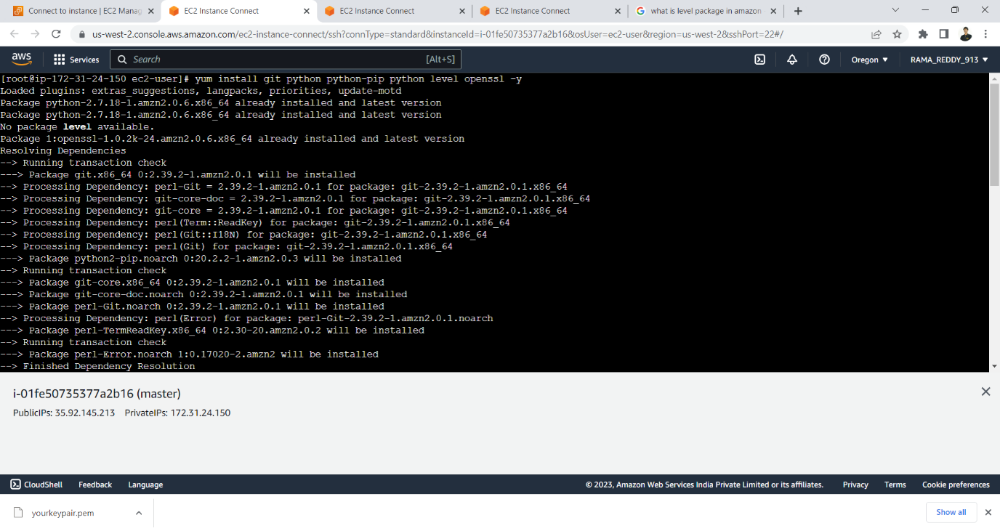 Connect to instance | EC2 Manag
EC2 Instance Connect
EC2 Instance Connect
EC2 Instance Connect
what is level package in amazon
us-west-2.console.aws.amazon.com/ec2-instance-connect/ssh?connType=standard&instanceId=i-01fe50735377a2b16&osUser=ec2-user&region=us-west-2&sshPort=22#/
aws Services Search [Alt+S] Oregon ▼ RAMA_REDDY_913 ▼
[root@ip-172-31-24-150 ec2-user]# yum install git python python-pip python level openssl -y
Loaded plugins: extras_suggestions, langpacks, priorities, update-motd
Package python-2.7.18-1.amzn2.0.6.x86_64 already installed and latest version
Package python-2.7.18-1.amzn2.0.6.x86_64 already installed and latest version
No package level available.
Package 1:openssl-1.0.2k-24.amzn2.0.6.x86_64 already installed and latest version
Resolving Dependencies
--> Running transaction check
---> Package git.x86_64 0:2.39.2-1.amzn2.0.1 will be installed
--> Processing Dependency: perl-Git = 2.39.2-1.amzn2.0.1 for package: git-2.39.2-1.amzn2.0.1.x86_64
--> Processing Dependency: git-core-doc = 2.39.2-1.amzn2.0.1 for package: git-2.39.2-1.amzn2.0.1.x86_64
--> Processing Dependency: git-core = 2.39.2-1.amzn2.0.1 for package: git-2.39.2-1.amzn2.0.1.x86_64
--> Processing Dependency: perl(Term::ReadKey) for package: git-2.39.2-1.amzn2.0.1.x86_64
--> Processing Dependency: perl(Git::I18N) for package: git-2.39.2-1.amzn2.0.1.x86_64
--> Processing Dependency: perl(Git) for package: git-2.39.2-1.amzn2.0.1.x86_64
---> Package python2-pip.noarch 0:20.2.2-1.amzn2.0.3 will be installed
--> Running transaction check
---> Package git-core.x86_64 0:2.39.2-1.amzn2.0.1 will be installed
---> Package git-core-doc.noarch 0:2.39.2-1.amzn2.0.1 will be installed
---> Package perl-Git.noarch 0:2.39.2-1.amzn2.0.1 will be installed
--> Processing Dependency: perl(Error) for package: perl-Git-2.39.2-1.amzn2.0.1.noarch
---> Package perl-TermReadKey.x86_64 0:2.30-20.amzn2.0.2 will be installed
--> Running transaction check
---> Package perl-Error.noarch 1:0.17020-2.amzn2 will be installed
--> Finished Dependency Resolution
i-01fe50735377a2b16 (master)
PublicIPs: 35.92.145.213 PrivateIPs: 172.31.24.150
CloudShell Feedback Language © 2023, Amazon Web Services India Private Limited or its affiliates. Privacy Terms Cookie preferences
yourkeypair.pem Show all